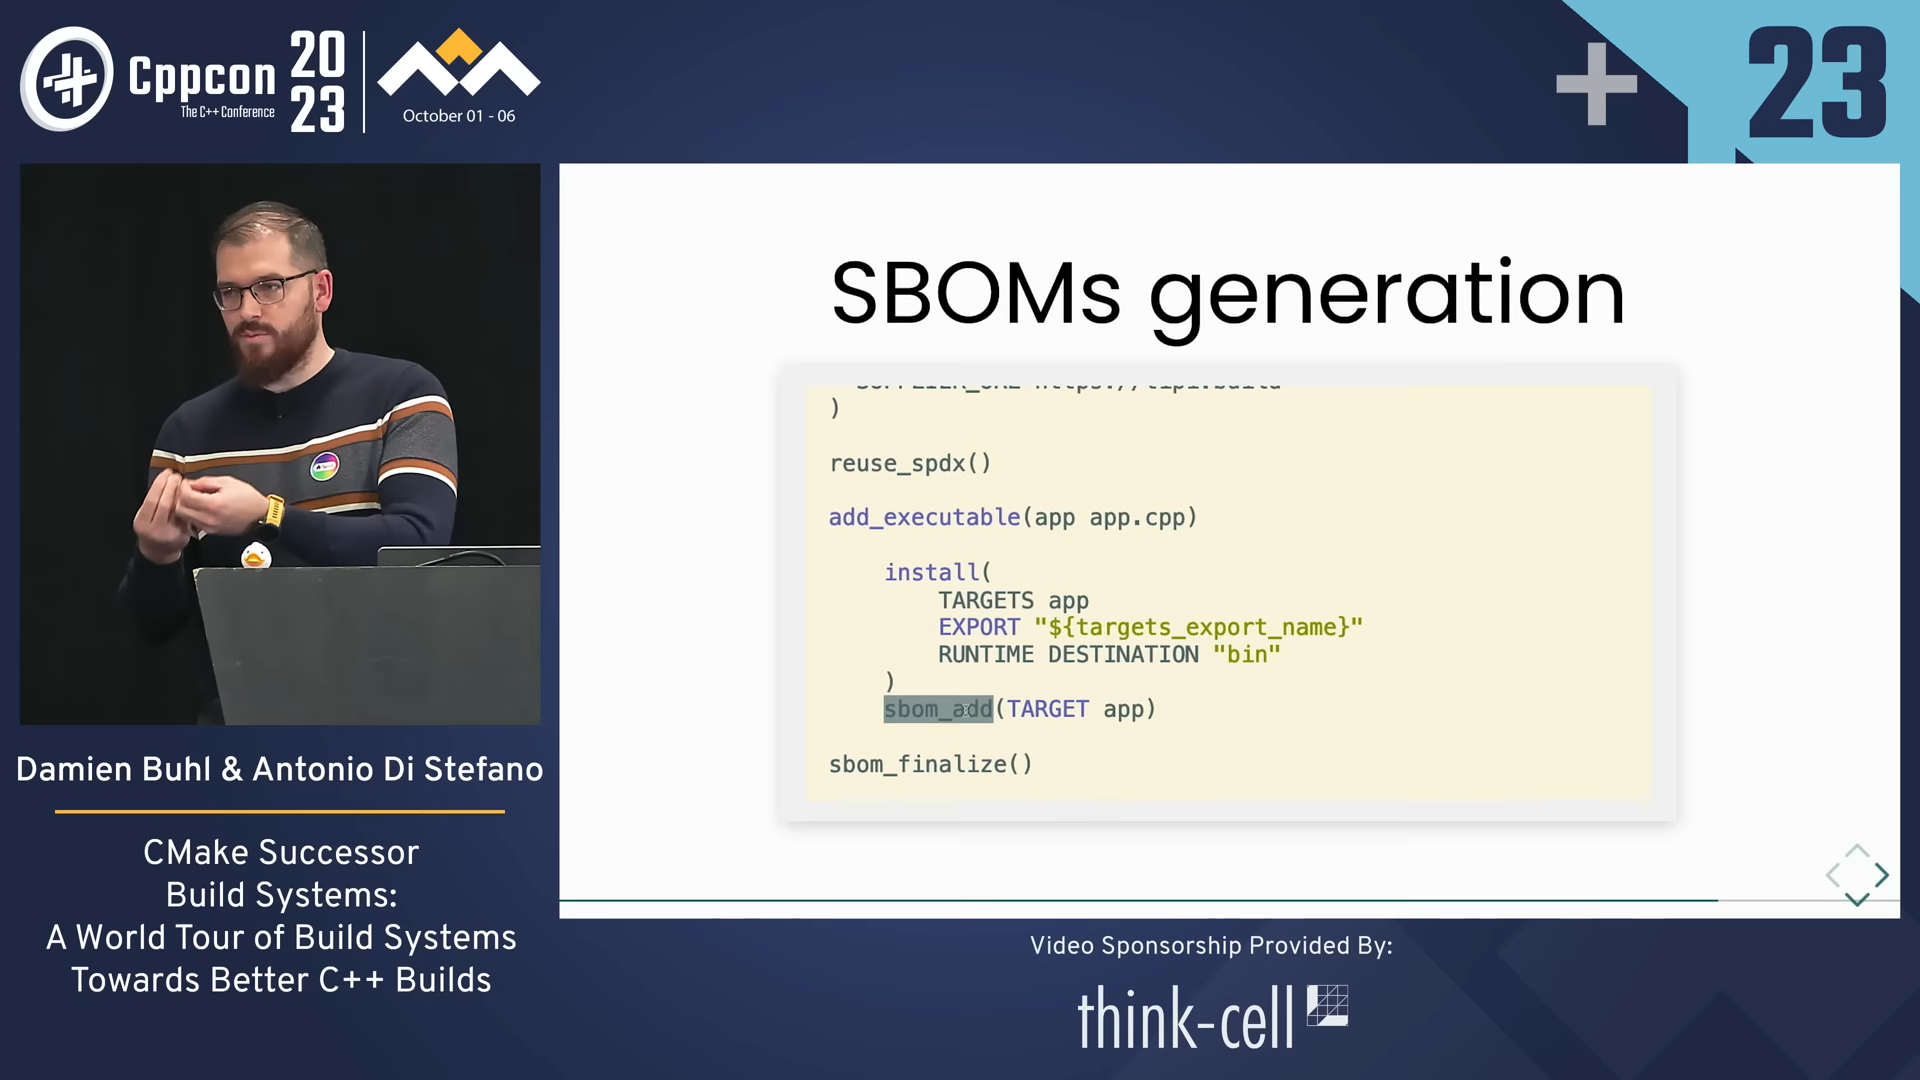 Cppcon
The C++ Conference
20
23
October 01 - 06
23
SBOMs generation
)
reuse_spdx()
add_executable(app app.cpp)
install(
TARGETS app
EXPORT "${targets_export_name}"
RUNTIME DESTINATION "bin"
)
sbom_add(TARGET app)
sbom_finalize()
Damien Buhl & Antonio Di Stefano
CMake Successor
Build Systems:
A World Tour of Build Systems
Towards Better C++ Builds
Video Sponsorship Provided By:
think-cell